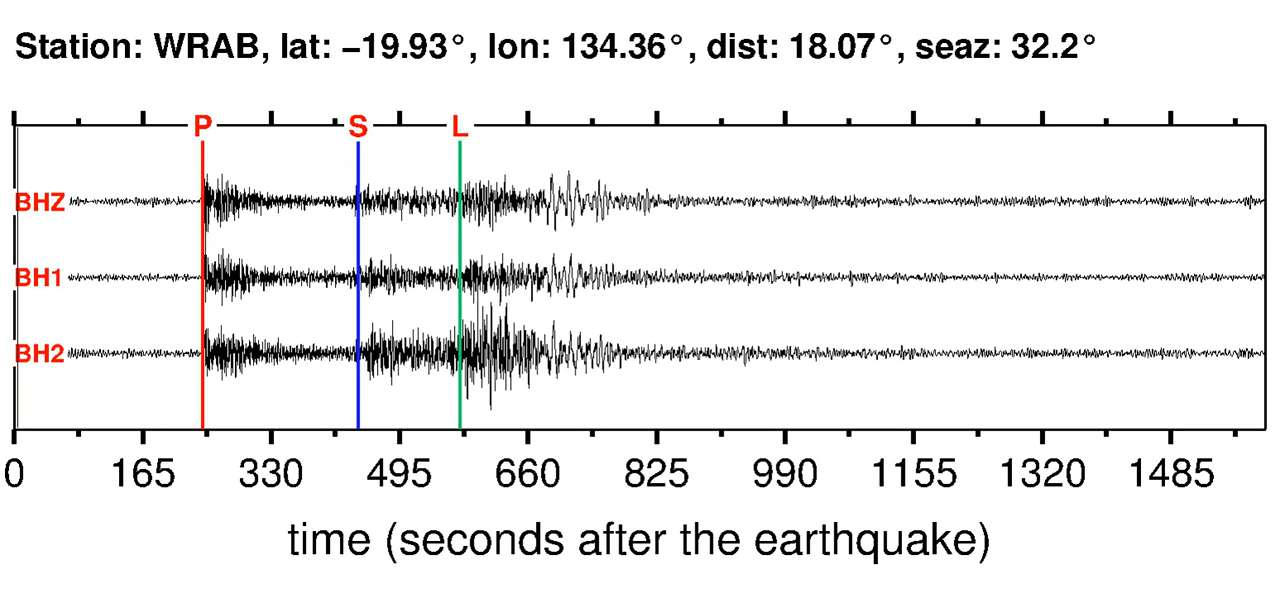 Station: WRAB, lat: −19.93°, lon: 134.36°, dist: 18.07°, seaz: 32.2°
P S L
BHZ
BH1
BH2
0 165 330 495 660 825 990 1155 1320 1485
time (seconds after the earthquake)